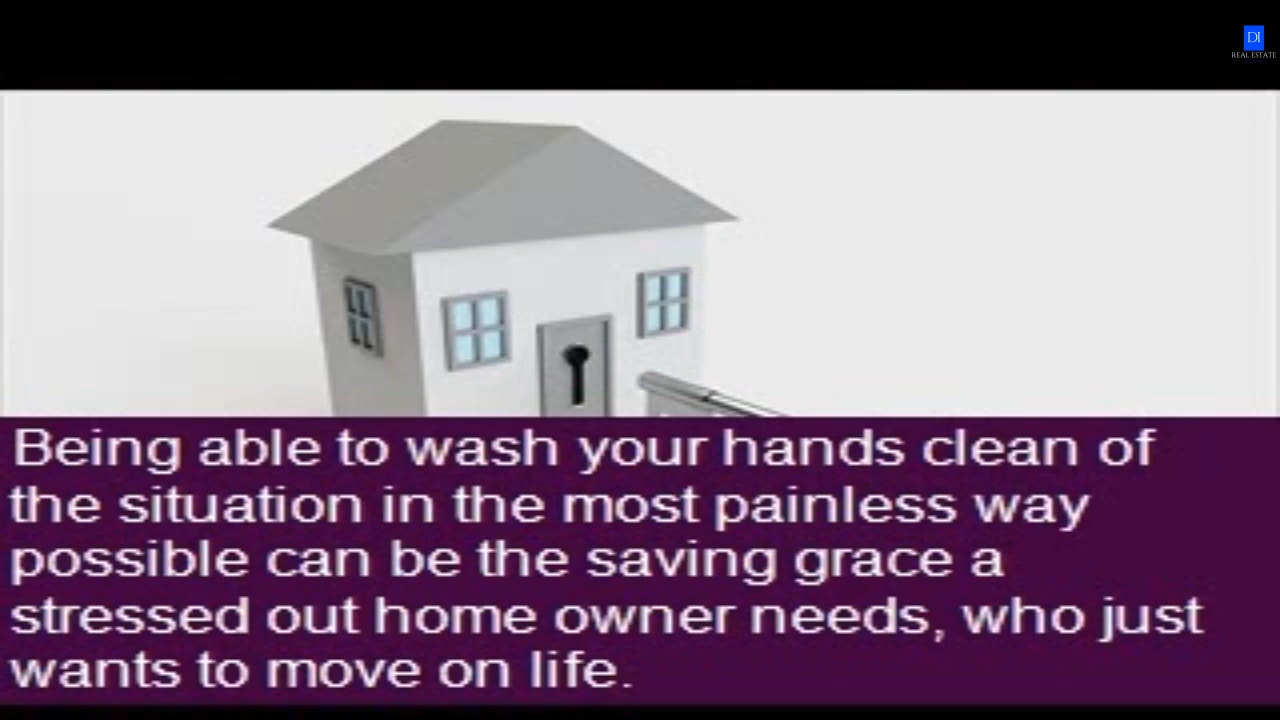 DI
REAL ESTATE
Being able to wash your hands clean of
the situation in the most painless way
possible can be the saving grace a
stressed out home owner needs, who just
wants to move on life.